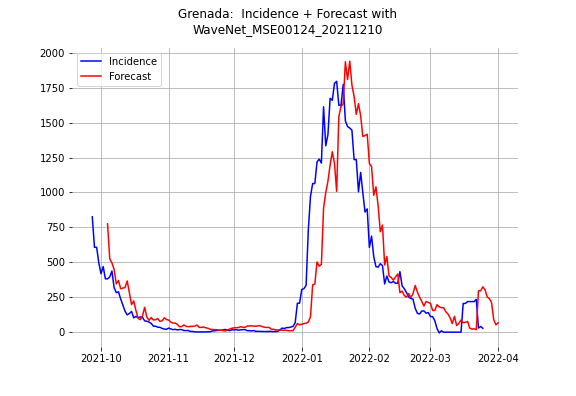 Grenada:  Incidence + Forecast with
WaveNet_MSE00124_20211210
Incidence
Forecast
2000
1750
1500
1250
1000
750
500
250
0
2021-10 2021-11 2021-12 2022-01 2022-02 2022-03 2022-04